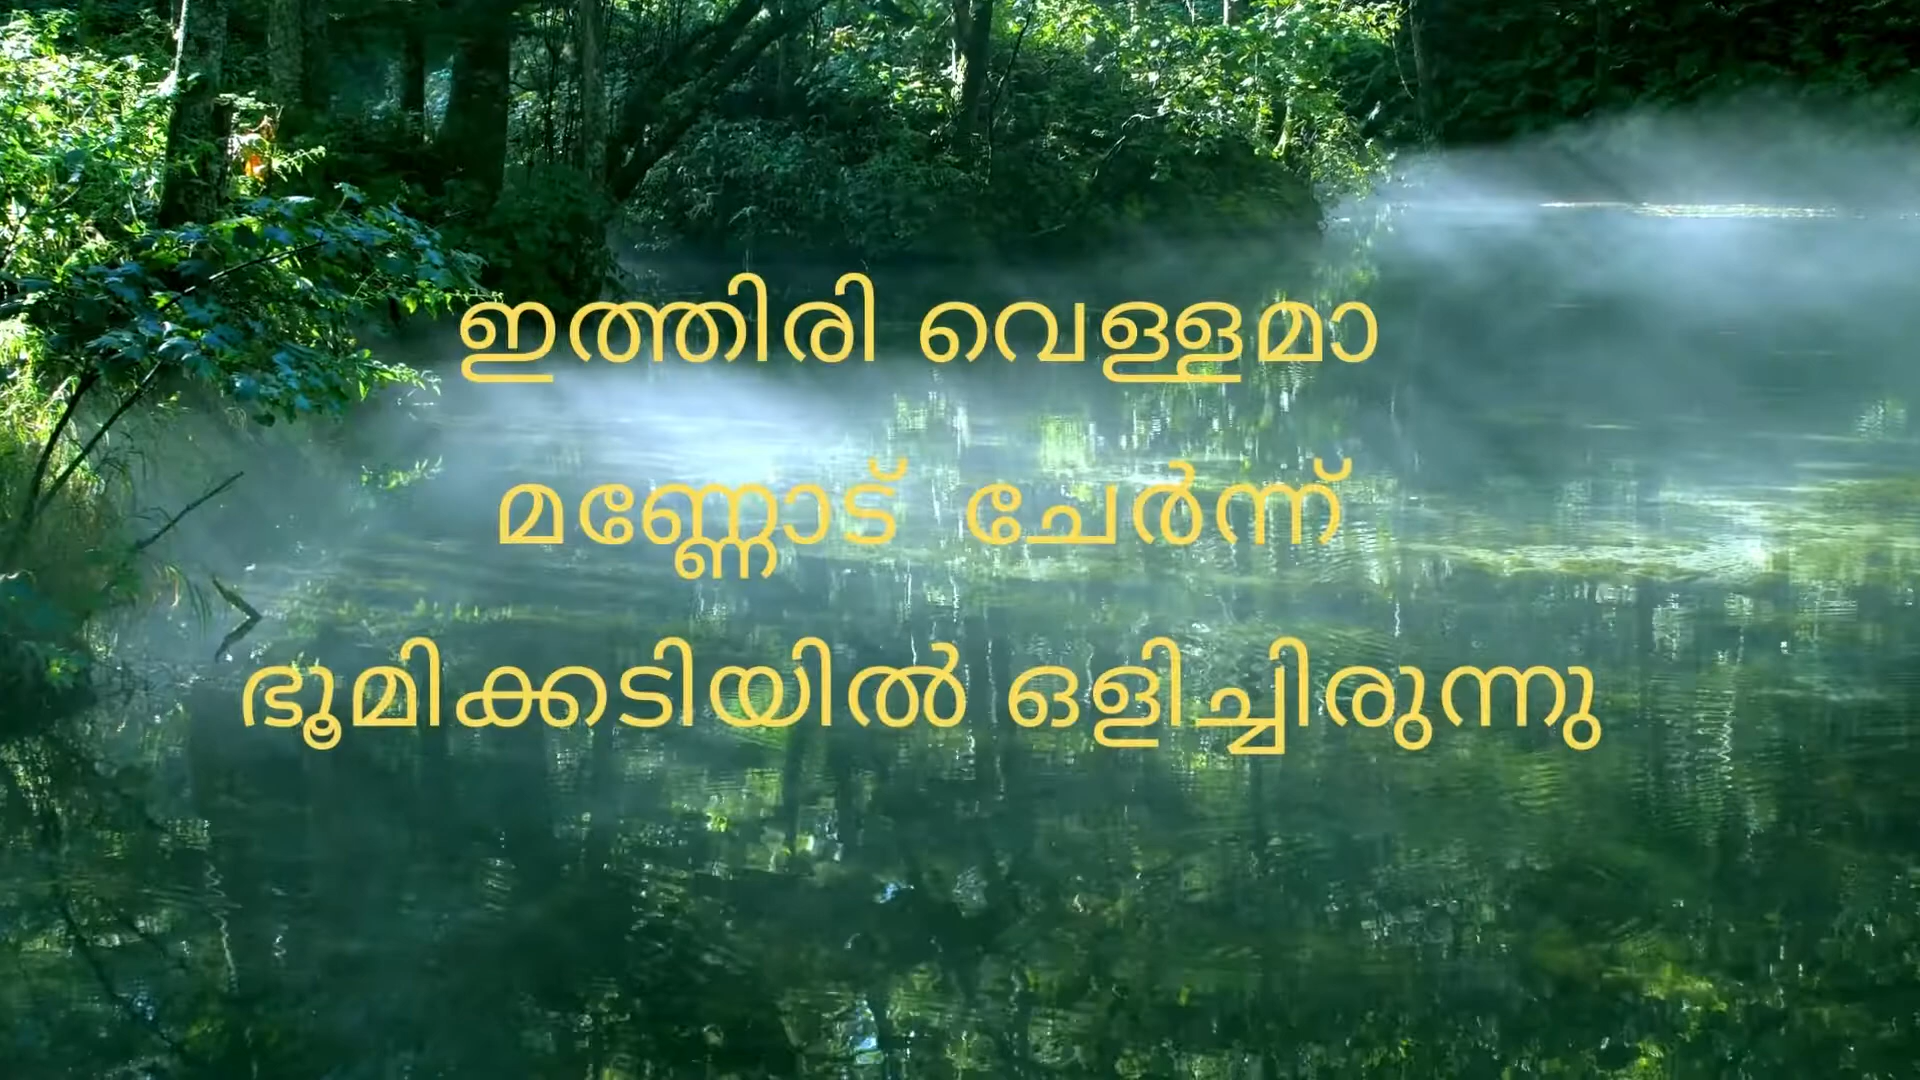 ഇത്തിരി വെള്ളമാ
മണ്ണോട് ചേർന്ന്
ഭൂമിക്കടിയിൽ ഒളിച്ചിരുന്നു